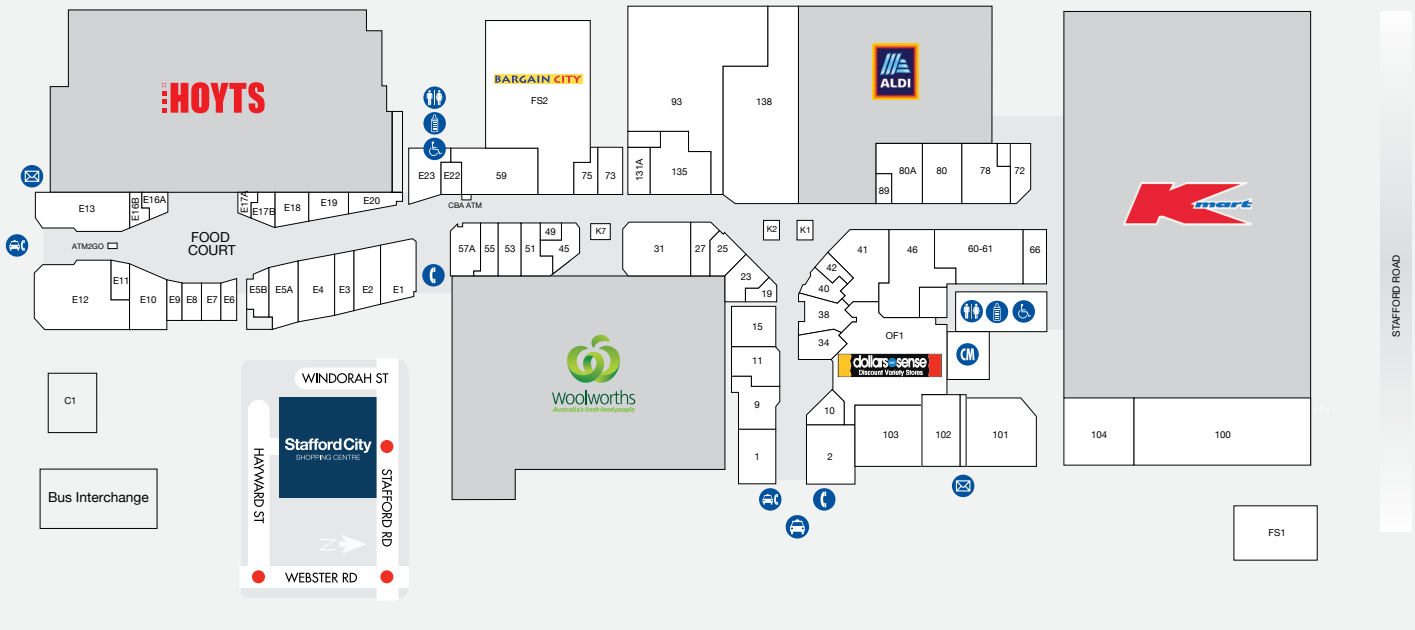 HOYTS
BARGAIN CITY
FS2
93
138
ALDI
Kmart
STAFFORD ROAD
E23
E22
59
75
73
131A
135
89
80A
80
78
72
CBA ATM
E13
E16B
E16A
E17A
E17B
E18
E19
E20
ATM2GO
FOOD
COURT
E12
E11
E10
E9
E8
E7
E6
E5B
E5A
E4
E3
E2
E1
57A
55
53
51
49
45
K7
31
27
25
23
19
K2
K1
41
46
60-61
66
42
40
38
34
OF1
dollars sense
Discount Variety Stores
CM
15
11
9
1
10
2
103
102
101
104
100
FS1
Woolworths
Australia's fresh food people
C1
Bus Interchange
WINDORAH ST
Stafford City
SHOPPING CENTRE
HAYWARD ST
STAFFORD RD
N
WEBSTER RD